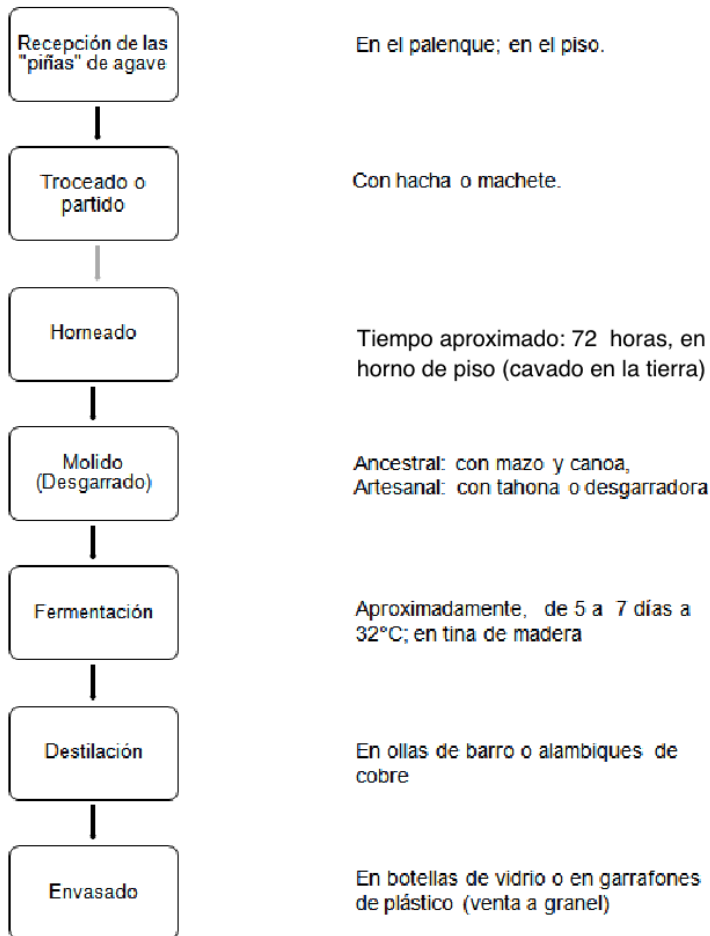 Recepción de las
"piñas" de agave
En el palenque; en el piso.
Troceado o
partido
Con hacha o machete.
Horneado
Tiempo aproximado: 72 horas, en
horno de piso (cavado en la tierra)
Molido
(Desgarrado)
Ancestral: con mazo y canoa,
Artesanal: con tahona o desgarradora
Fermentación
Aproximadamente, de 5 a 7 días a
32°C; en tina de madera
Destilación
En ollas de barro o alambiques de
cobre
Envasado
En botellas de vidrio o en garrafones
de plástico (venta a granel)